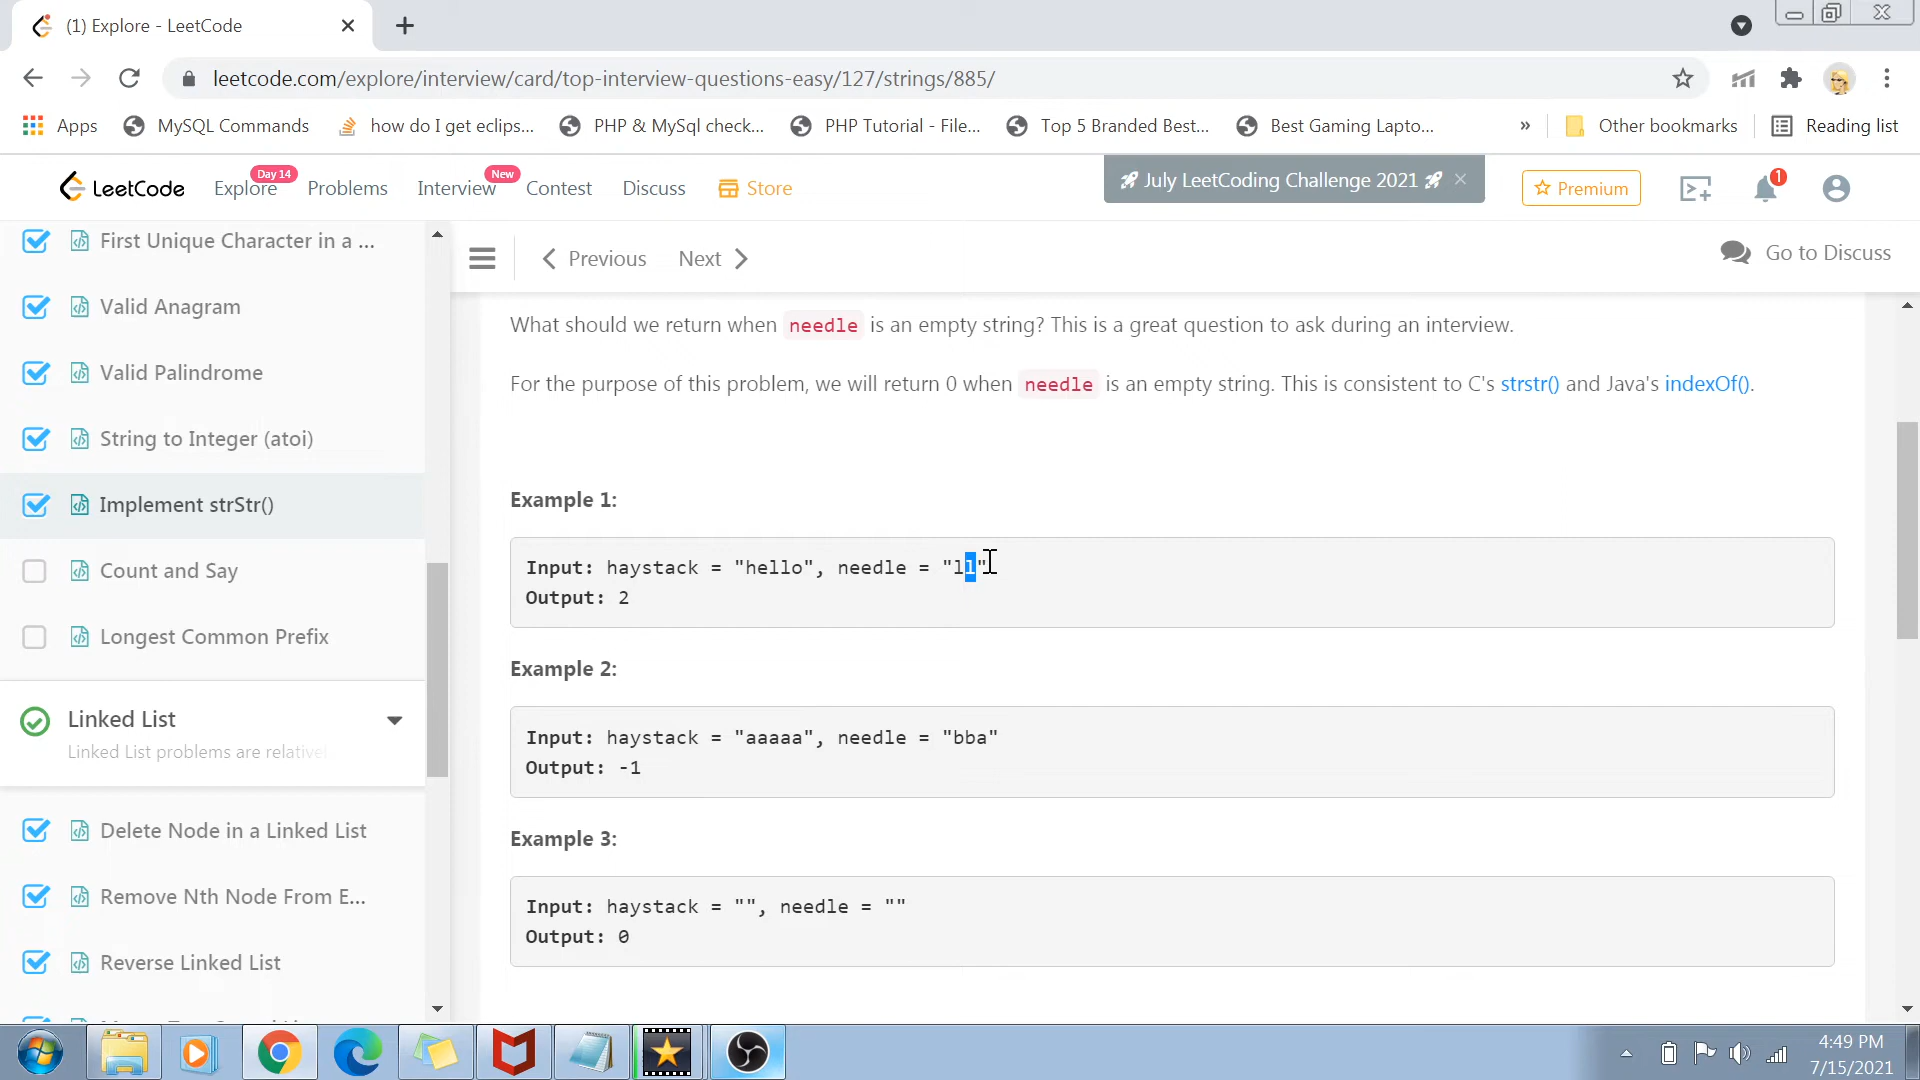 (1) Explore - LeetCode
leetcode.com/explore/interview/card/top-interview-questions-easy/127/strings/885/
Apps MySQL Commands how do I get eclips... PHP & MySql check... PHP Tutorial - File... Top 5 Branded Best... Best Gaming Lapto... » Other bookmarks Reading list
LeetCode Explore Day 14 Problems Interview New Contest Discuss Store July LeetCoding Challenge 2021 Premium 1
First Unique Character in a ...
Valid Anagram
Valid Palindrome
String to Integer (atoi)
Implement strStr()
Count and Say
Longest Common Prefix
Linked List
Linked List problems are relative
Delete Node in a Linked List
Remove Nth Node From E...
Reverse Linked List
Previous Next Go to Discuss
What should we return when needle is an empty string? This is a great question to ask during an interview.
For the purpose of this problem, we will return 0 when needle is an empty string. This is consistent to C's strstr() and Java's indexOf().
Example 1:
Input: haystack = "hello", needle = "ll"
Output: 2
Example 2:
Input: haystack = "aaaaa", needle = "bba"
Output: -1
Example 3:
Input: haystack = "", needle = ""
Output: 0
4:49 PM
7/15/2021